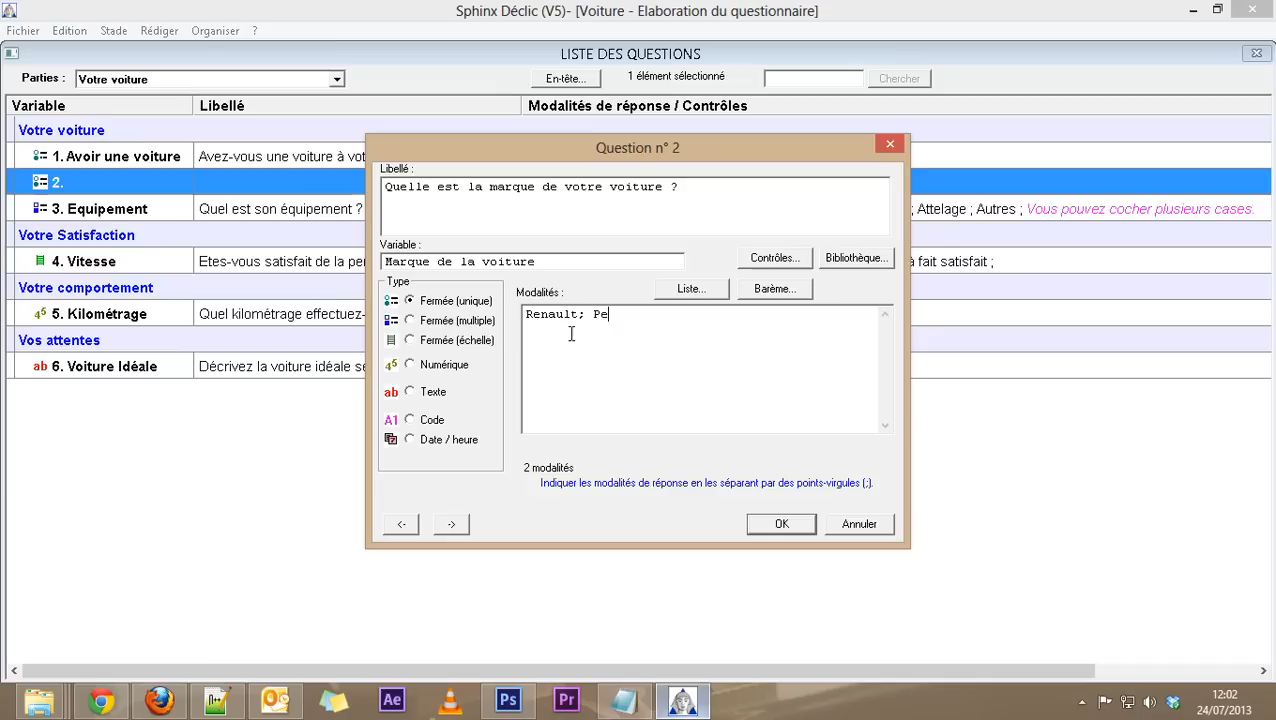 Sphinx Déclic (V5)- [Voiture - Elaboration du questionnaire]
Fichier Edition Stade Rédiger Organiser ?
LISTE DES QUESTIONS
Parties : Votre voiture En-tête... 1 élément sélectionné Chercher
Variable Libellé Modalités de réponse / Contrôles
Votre voiture
1. Avoir une voiture Avez-vous une voiture à vot
2.
3. Equipement Quel est son équipement ? , Attelage ; Autres ; Vous pouvez cocher plusieurs cases.
Votre Satisfaction
4. Vitesse Etes-vous satisfait de la pe à fait satisfait ;
Votre comportement
5. Kilométrage Quel kilométrage effectuez-
Vos attentes
6. Voiture Idéale Décrivez la voiture idéale se
Question n° 2
Libellé :
Quelle est la marque de votre voiture ?
Variable :
Marque de la voiture
Contrôles... Bibliothèque...
Type
Fermée (unique)
Fermée (multiple)
Fermée (échelle)
Numérique
ab Texte
A1 Code
Date / heure
Modalités : Liste... Barème...
Renault; Pe
2 modalités
Indiquer les modalités de réponse en les séparant par des points-virgules (;).
<- -> OK Annuler
Ae Ps Pr
12:02
24/07/2013